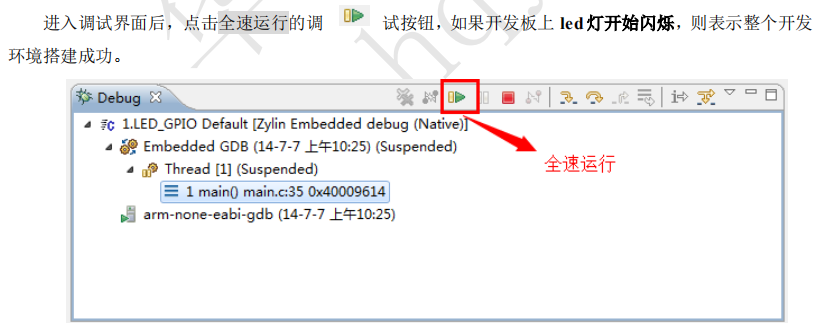 进入调试界面后，点击全速运行的调 试按钮，如果开发板上 led 灯开始闪烁，则表示整个开发
环境搭建成功。
Debug
1.LED_GPIO Default [Zylin Embedded debug (Native)]
Embedded GDB (14-7-7 上午10:25) (Suspended)
全速运行
Thread [1] (Suspended)
1 main() main.c:35 0x40009614
arm-none-eabi-gdb (14-7-7 上午10:25)